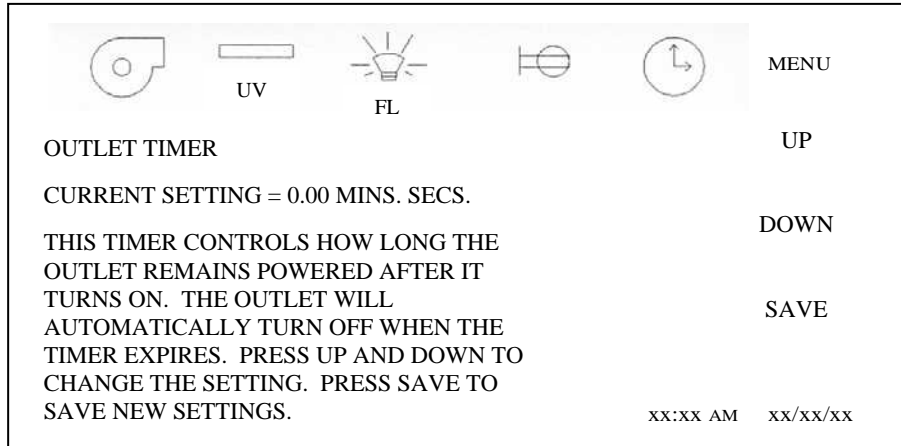 UV
FL
MENU
OUTLET TIMER
UP
CURRENT SETTING = 0.00 MINS. SECS.
DOWN
THIS TIMER CONTROLS HOW LONG THE
OUTLET REMAINS POWERED AFTER IT
TURNS ON.  THE OUTLET WILL
AUTOMATICALLY TURN OFF WHEN THE
TIMER EXPIRES.  PRESS UP AND DOWN TO
CHANGE THE SETTING.  PRESS SAVE TO
SAVE NEW SETTINGS.
SAVE
xx:xx AM xx/xx/xx